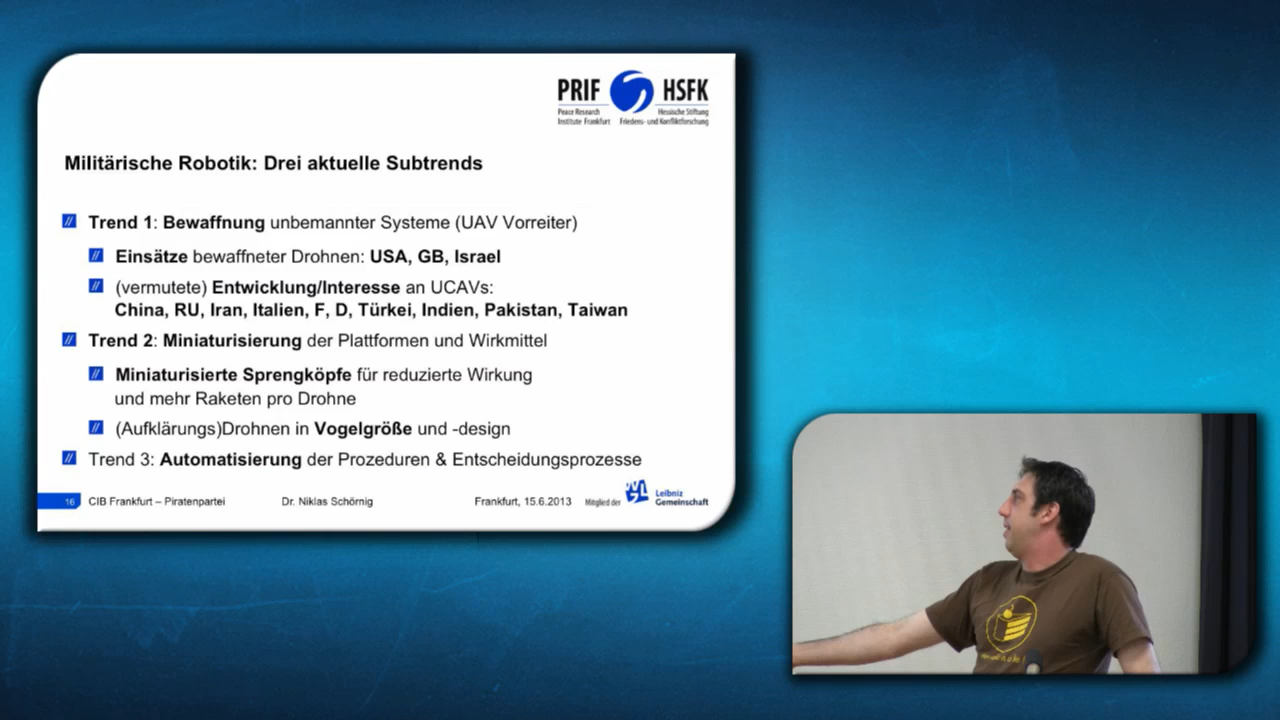 PRIF HSFK
Peace Research Hessische Stiftung
Institute Frankfurt Friedens- und Konfliktforschung
Militärische Robotik: Drei aktuelle Subtrends
Trend 1: Bewaffnung unbemannter Systeme (UAV Vorreiter)
Einsätze bewaffneter Drohnen: USA, GB, Israel
(vermutete) Entwicklung/Interesse an UCAVs:
China, RU, Iran, Italien, F, D, Türkei, Indien, Pakistan, Taiwan
Trend 2: Miniaturisierung der Plattformen und Wirkmittel
Miniaturisierte Sprengköpfe für reduzierte Wirkung
und mehr Raketen pro Drohne
(Aufklärungs)Drohnen in Vogelgröße und -design
Trend 3: Automatisierung der Prozeduren & Entscheidungsprozesse
16 CIB Frankfurt – Piratenpartei Dr. Niklas Schörnig Frankfurt, 15.6.2013 Mitglied der Leibniz
Gemeinschaft